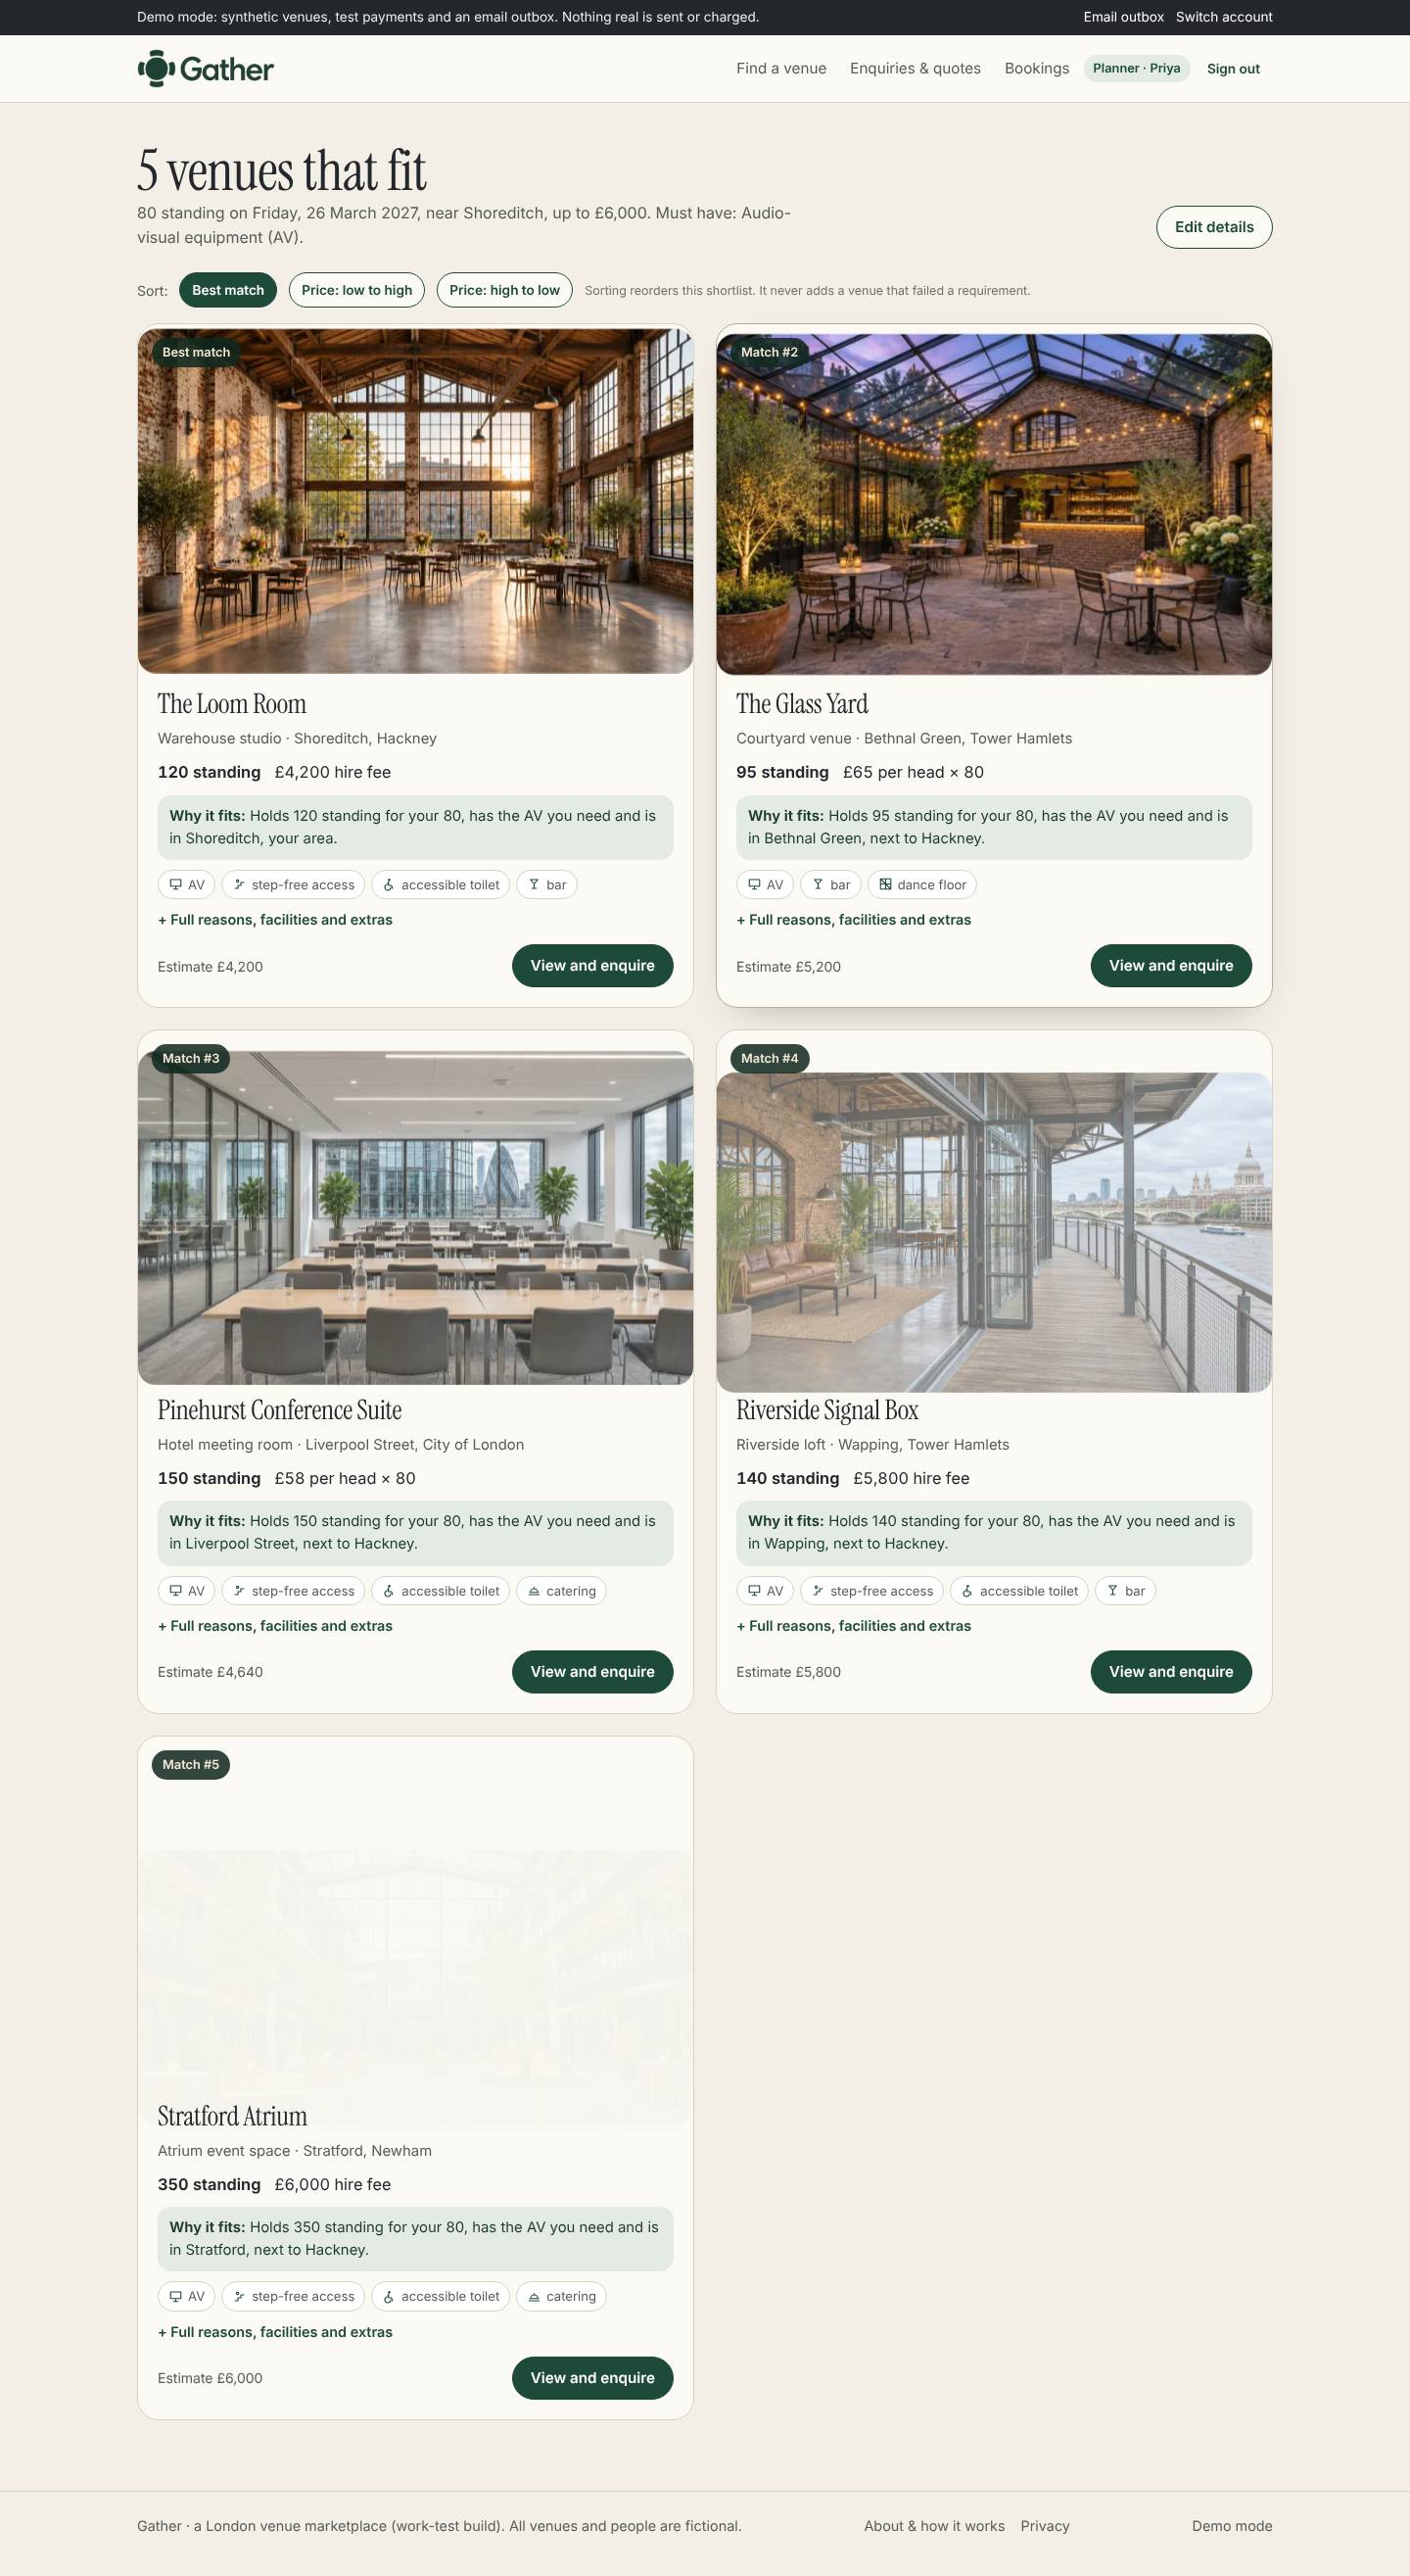 Demo mode: synthetic venues, test payments and an email outbox. Nothing real is sent or charged.
Email outbox Switch account
Gather
Find a venue Enquiries & quotes Bookings Planner · Priya Sign out
5 venues that fit
80 standing on Friday, 26 March 2027, near Shoreditch, up to £6,000. Must have: Audio-
visual equipment (AV).
Edit details
Sort: Best match Price: low to high Price: high to low Sorting reorders this shortlist. It never adds a venue that failed a requirement.
Best match
The Loom Room
Warehouse studio · Shoreditch, Hackney
120 standing £4,200 hire fee
Why it fits: Holds 120 standing for your 80, has the AV you need and is
in Shoreditch, your area.
AV step-free access accessible toilet bar
+ Full reasons, facilities and extras
Estimate £4,200 View and enquire
Match #2
The Glass Yard
Courtyard venue · Bethnal Green, Tower Hamlets
95 standing £65 per head × 80
Why it fits: Holds 95 standing for your 80, has the AV you need and is
in Bethnal Green, next to Hackney.
AV bar dance floor
+ Full reasons, facilities and extras
Estimate £5,200 View and enquire
Match #3
Pinehurst Conference Suite
Hotel meeting room · Liverpool Street, City of London
150 standing £58 per head × 80
Why it fits: Holds 150 standing for your 80, has the AV you need and is
in Liverpool Street, next to Hackney.
AV step-free access accessible toilet catering
+ Full reasons, facilities and extras
Estimate £4,640 View and enquire
Match #4
Riverside Signal Box
Riverside loft · Wapping, Tower Hamlets
140 standing £5,800 hire fee
Why it fits: Holds 140 standing for your 80, has the AV you need and is
in Wapping, next to Hackney.
AV step-free access accessible toilet bar
+ Full reasons, facilities and extras
Estimate £5,800 View and enquire
Match #5
Stratford Atrium
Atrium event space · Stratford, Newham
350 standing £6,000 hire fee
Why it fits: Holds 350 standing for your 80, has the AV you need and is
in Stratford, next to Hackney.
AV step-free access accessible toilet catering
+ Full reasons, facilities and extras
Estimate £6,000 View and enquire
Gather · a London venue marketplace (work-test build). All venues and people are fictional.
About & how it works Privacy
Demo mode